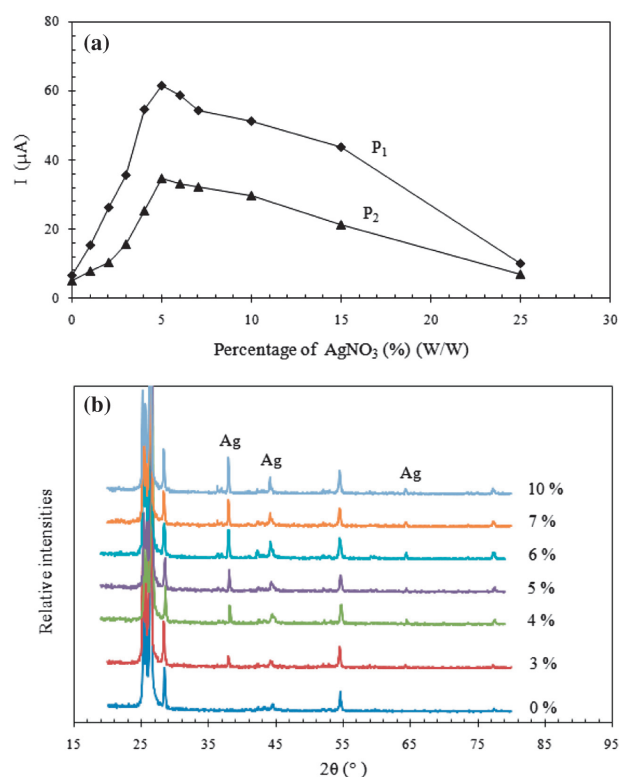 (a)
80
60
40
20
0
I (µA)
P1
P2
0 5 10 15 20 25 30
Percentage of AgNO3 (%) (W/W)
(b)
Ag
Ag
Ag
10 %
7 %
6 %
5 %
4 %
3 %
0 %
Relative intensities
15 25 35 45 55 65 75 85 95
2θ (°)